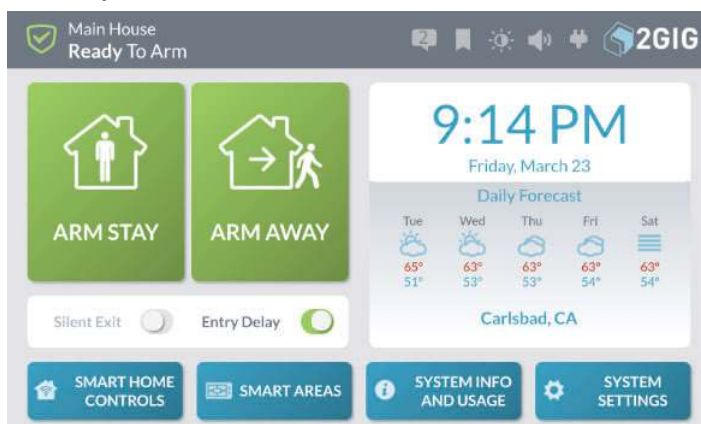 Main House
Ready To Arm
2
2GIG
ARM STAY
ARM AWAY
Silent Exit
Entry Delay
9:14 PM
Friday, March 23
Daily Forecast
Tue Wed Thu Fri Sat
65° 63° 63° 63° 63°
51° 53° 53° 54° 54°
Carlsbad, CA
SMART HOME
CONTROLS
SMART AREAS
SYSTEM INFO
AND USAGE
SYSTEM
SETTINGS